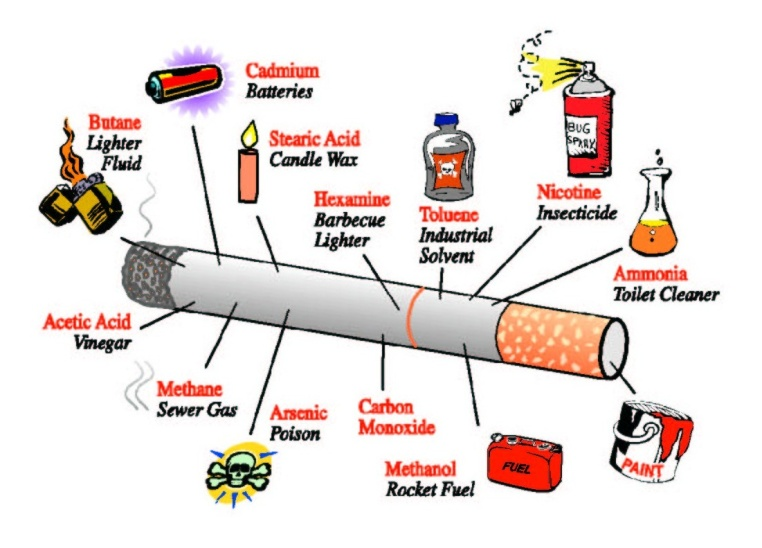 Cadmium
Batteries
Butane
Lighter
Fluid
Stearic Acid
Candle Wax
Hexamine
Barbecue
Lighter
Toluene
Industrial
Solvent
BUG
SPRAY
Nicotine
Insecticide
Ammonia
Toilet Cleaner
Acetic Acid
Vinegar
Methane
Sewer Gas
Arsenic
Poison
Carbon
Monoxide
Methanol
Rocket Fuel
FUEL
PAINT